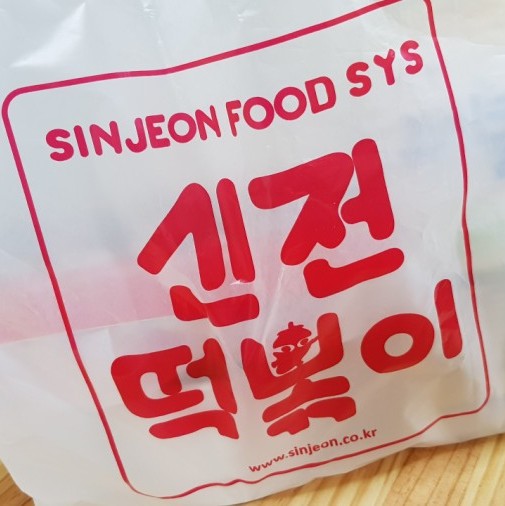 SINJEON FOOD SYS
신전
떡볶이
www.sinjeon.co.kr